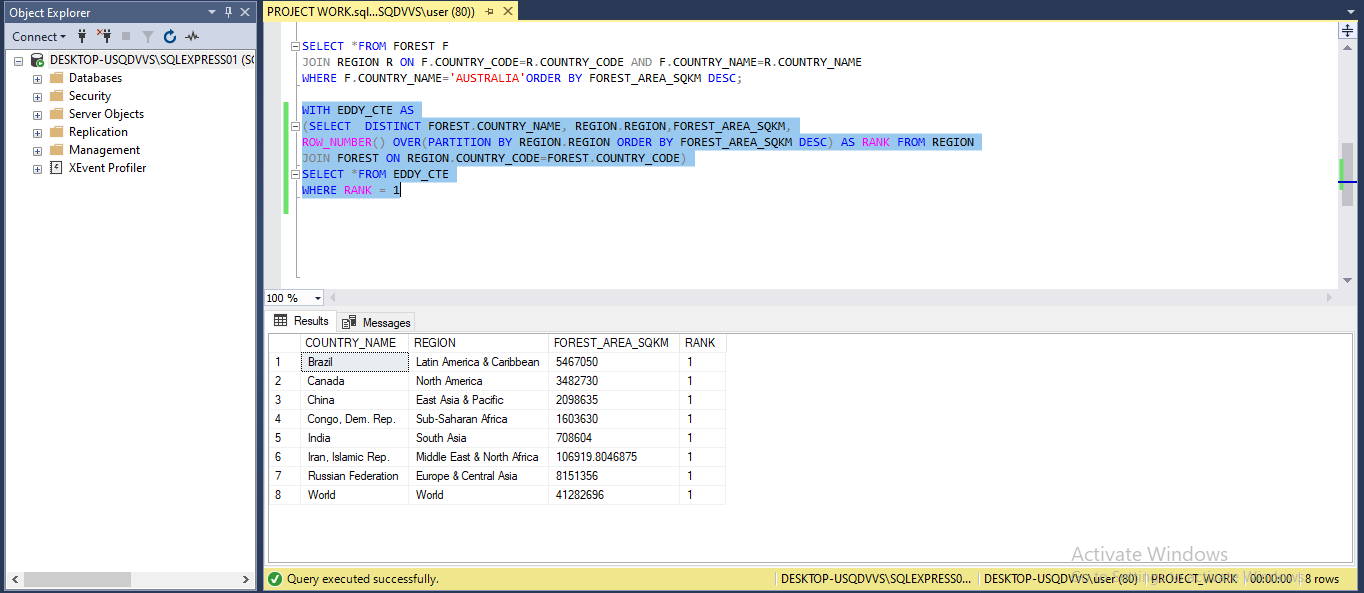 Object Explorer
Connect
DESKTOP-USQDVVS\SQLEXPRESS01 (S
Databases
Security
Server Objects
Replication
Management
XEvent Profiler
PROJECT WORK.sql...SQDVVS\user (80))
SELECT *FROM FOREST F
JOIN REGION R ON F.COUNTRY_CODE=R.COUNTRY_CODE AND F.COUNTRY_NAME=R.COUNTRY_NAME
WHERE F.COUNTRY_NAME='AUSTRALIA'ORDER BY FOREST_AREA_SQKM DESC;
WITH EDDY_CTE AS
(SELECT  DISTINCT FOREST.COUNTRY_NAME, REGION.REGION,FOREST_AREA_SQKM,
ROW_NUMBER() OVER(PARTITION BY REGION.REGION ORDER BY FOREST_AREA_SQKM DESC) AS RANK FROM REGION
JOIN FOREST ON REGION.COUNTRY_CODE=FOREST.COUNTRY_CODE)
SELECT *FROM EDDY_CTE
WHERE RANK = 1
100 %
Results Messages
COUNTRY_NAME REGION FOREST_AREA_SQKM RANK
1 Brazil Latin America & Caribbean 5467050 1
2 Canada North America 3482730 1
3 China East Asia & Pacific 2098635 1
4 Congo, Dem. Rep. Sub-Saharan Africa 1603630 1
5 India South Asia 708604 1
6 Iran, Islamic Rep. Middle East & North Africa 106919.8046875 1
7 Russian Federation Europe & Central Asia 8151356 1
8 World World 41282696 1
Activate Windows
Query executed successfully. DESKTOP-USQDVVS\SQLEXPRESS0... DESKTOP-USQDVVS\user (80) PROJECT_WORK 00:00:00 8 rows